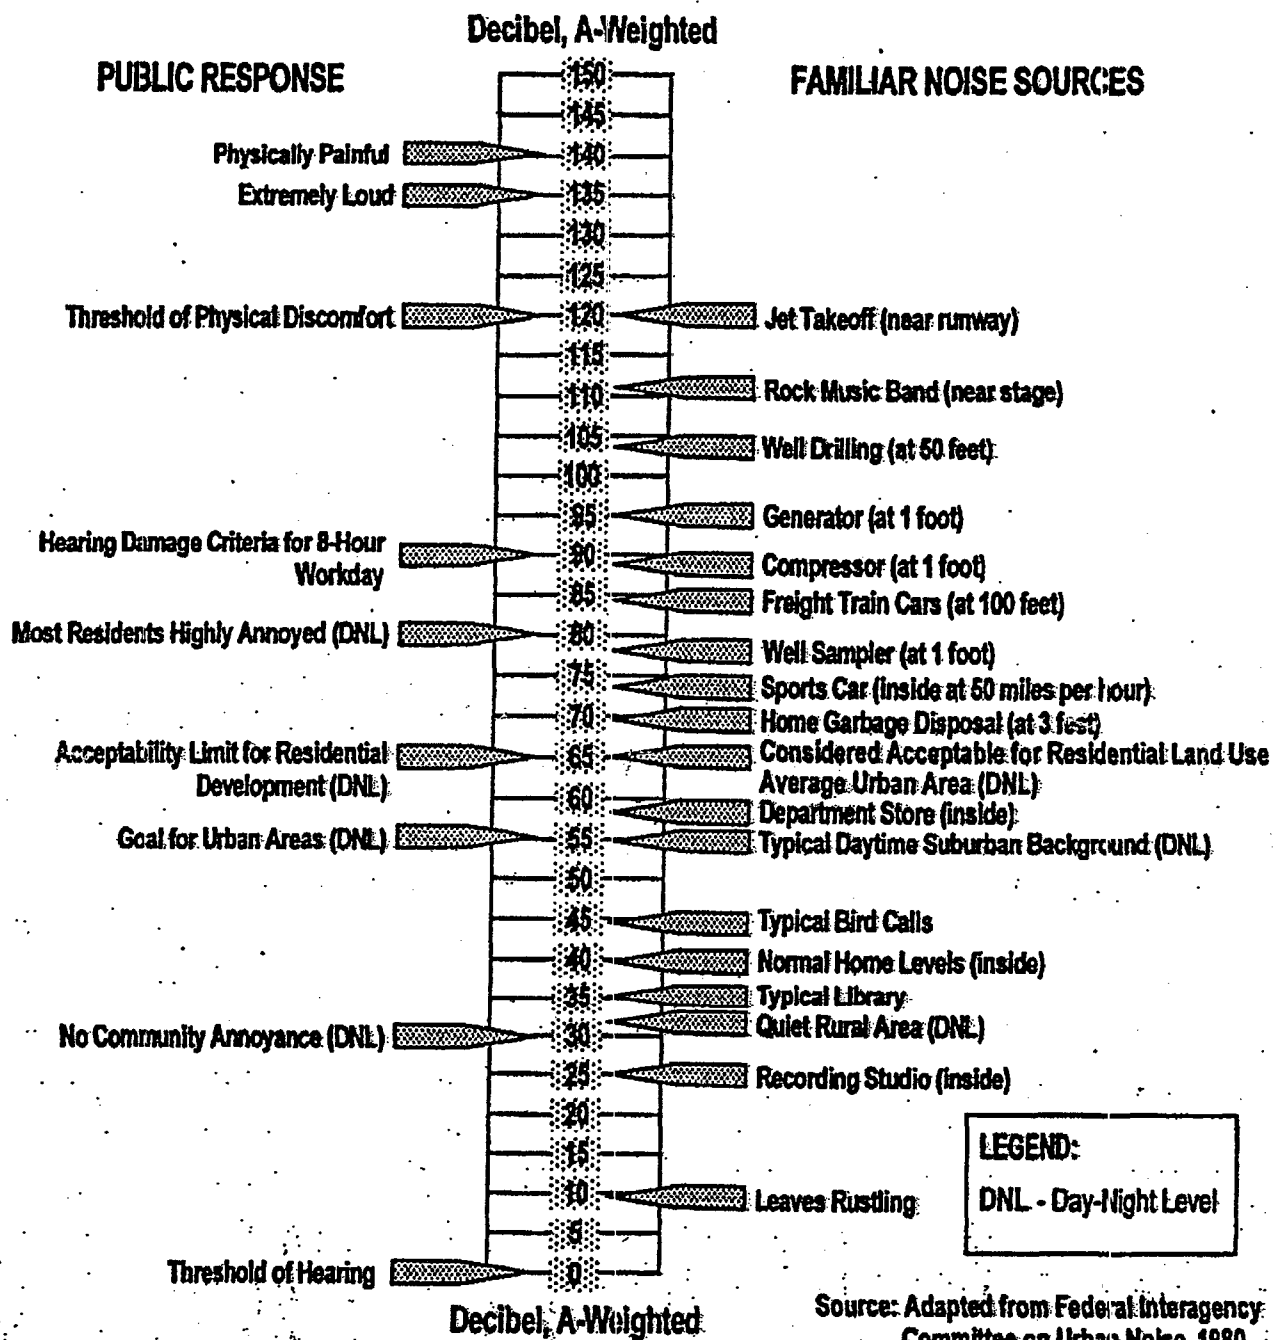 Decibel, A-Weighted
PUBLIC RESPONSE
FAMILIAR NOISE SOURCES
150
145
Physically Painful
140
Extremely Loud
135
130
125
Threshold of Physical Discomfort
120
Jet Takeoff (near runway)
115
110
Rock Music Band (near stage)
105
Well Drilling (at 50 feet)
100
95
Generator (at 1 foot)
Hearing Damage Criteria for 8-Hour
Workday
90
Compressor (at 1 foot)
85
Freight Train Cars (at 100 feet)
Most Residents Highly Annoyed (DNL)
80
Well Sampler (at 1 foot)
75
Sports Car (inside at 50 miles per hour)
70
Home Garbage Disposal (at 3 feet)
Acceptability Limit for Residential
Development (DNL)
65
Considered Acceptable for Residential Land Use
Average Urban Area (DNL)
60
Department Store (inside)
Goal for Urban Areas (DNL)
55
Typical Daytime Suburban Background (DNL)
50
45
Typical Bird Calls
40
Normal Home Levels (inside)
35
Typical Library
Quiet Rural Area (DNL)
No Community Annoyance (DNL)
30
25
Recording Studio (inside)
20
15
10
Leaves Rustling
5
Threshold of Hearing
0
Decibel, A-Weighted
LEGEND:
DNL - Day-Night Level
Source: Adapted from Federal Interagency
Committee on Urban Noise, 1980